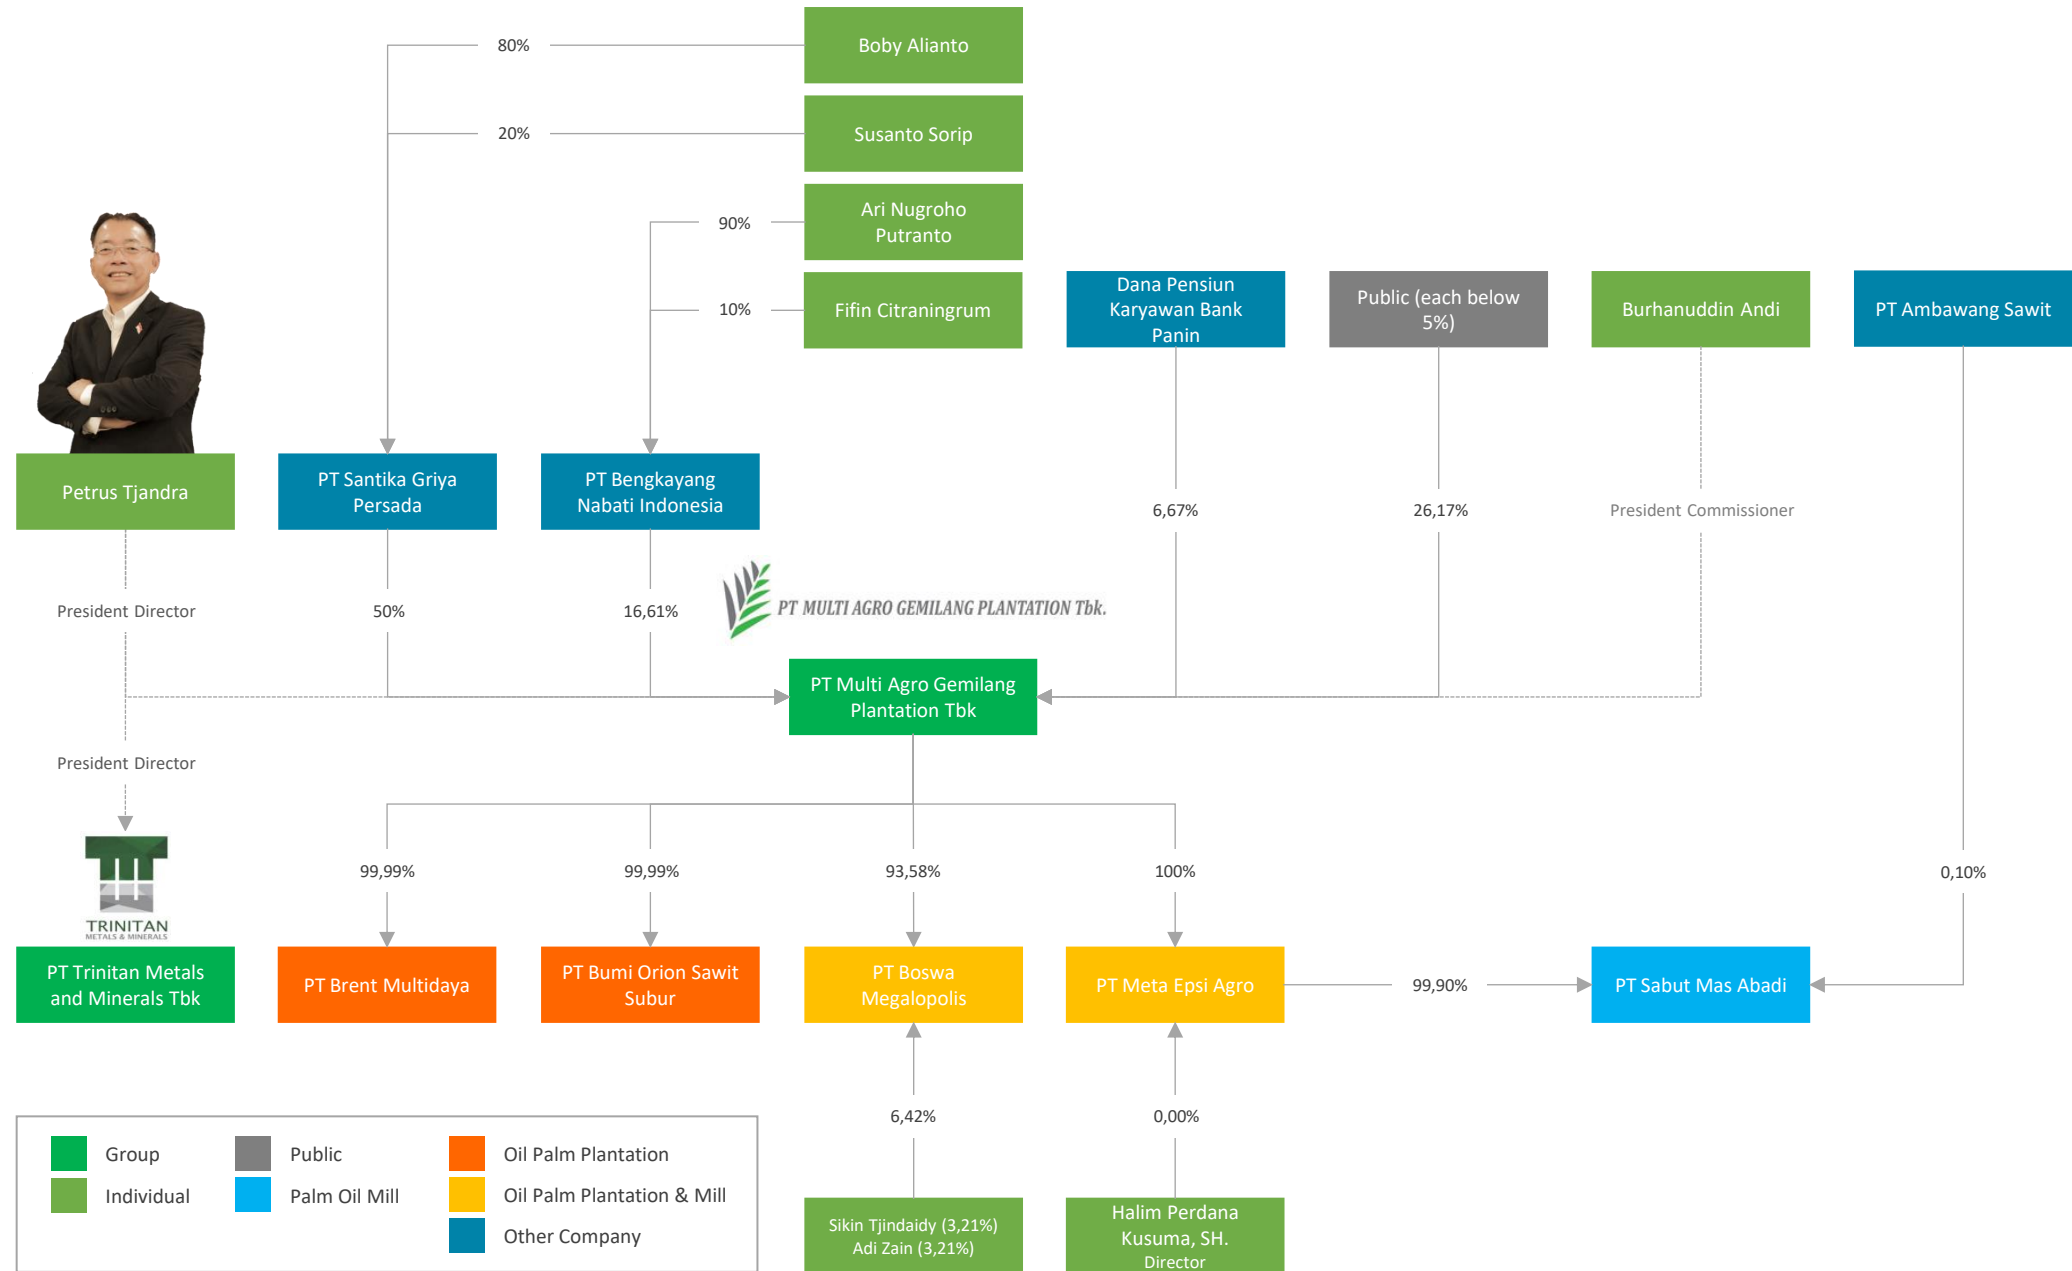 Boby Alianto
80%
Susanto Sorip
20%
Ari Nugroho
Putranto
90%
Fifin Citraningrum
10%
Dana Pensiun
Karyawan Bank
Panin
Public (each below
5%)
Burhanuddin Andi
PT Ambawang Sawit
Petrus Tjandra
PT Santika Griya
Persada
PT Bengkayang
Nabati Indonesia
6,67%
26,17%
President Commissioner
President Director
50%
16,61%
PT MULTI AGRO GEMILANG PLANTATION Tbk.
PT Multi Agro Gemilang
Plantation Tbk
President Director
99,99%
99,99%
93,58%
100%
0,10%
TRINITAN
METALS & MINERALS
PT Trinitan Metals
and Minerals Tbk
PT Brent Multidaya
PT Bumi Orion Sawit
Subur
PT Boswa
Megalopolis
PT Meta Epsi Agro
99,90%
PT Sabut Mas Abadi
6,42%
0,00%
Sikin Tjindaidy (3,21%)
Adi Zain (3,21%)
Halim Perdana
Kusuma, SH.
Director
Group
Public
Oil Palm Plantation
Individual
Palm Oil Mill
Oil Palm Plantation & Mill
Other Company